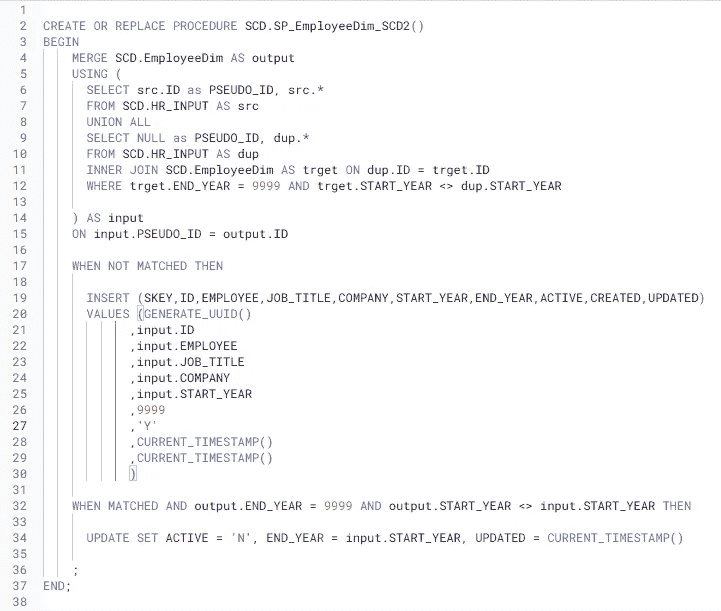 1
2 CREATE OR REPLACE PROCEDURE SCD.SP_EmployeeDim_SCD2()
3 BEGIN
4 MERGE SCD.EmployeeDim AS output
5 USING (
6 SELECT src.ID as PSEUDO_ID, src.*
7 FROM SCD.HR_INPUT AS src
8 UNION ALL
9 SELECT NULL as PSEUDO_ID, dup.*
10 FROM SCD.HR_INPUT AS dup
11 INNER JOIN SCD.EmployeeDim AS trget ON dup.ID = trget.ID
12 WHERE trget.END_YEAR = 9999 AND trget.START_YEAR <> dup.START_YEAR
13
14 ) AS input
15 ON input.PSEUDO_ID = output.ID
16
17 WHEN NOT MATCHED THEN
18
19 INSERT (SKEY,ID,EMPLOYEE,JOB_TITLE,COMPANY,START_YEAR,END_YEAR,ACTIVE,CREATED,UPDATED)
20 VALUES (GENERATE_UUID()
21 ,input.ID
22 ,input.EMPLOYEE
23 ,input.JOB_TITLE
24 ,input.COMPANY
25 ,input.START_YEAR
26 ,9999
27 ,'Y'
28 ,CURRENT_TIMESTAMP()
29 ,CURRENT_TIMESTAMP()
30 )
31
32 WHEN MATCHED AND output.END_YEAR = 9999 AND output.START_YEAR <> input.START_YEAR THEN
33
34 UPDATE SET ACTIVE = 'N', END_YEAR = input.START_YEAR, UPDATED = CURRENT_TIMESTAMP()
35
36 ;
37 END;
38